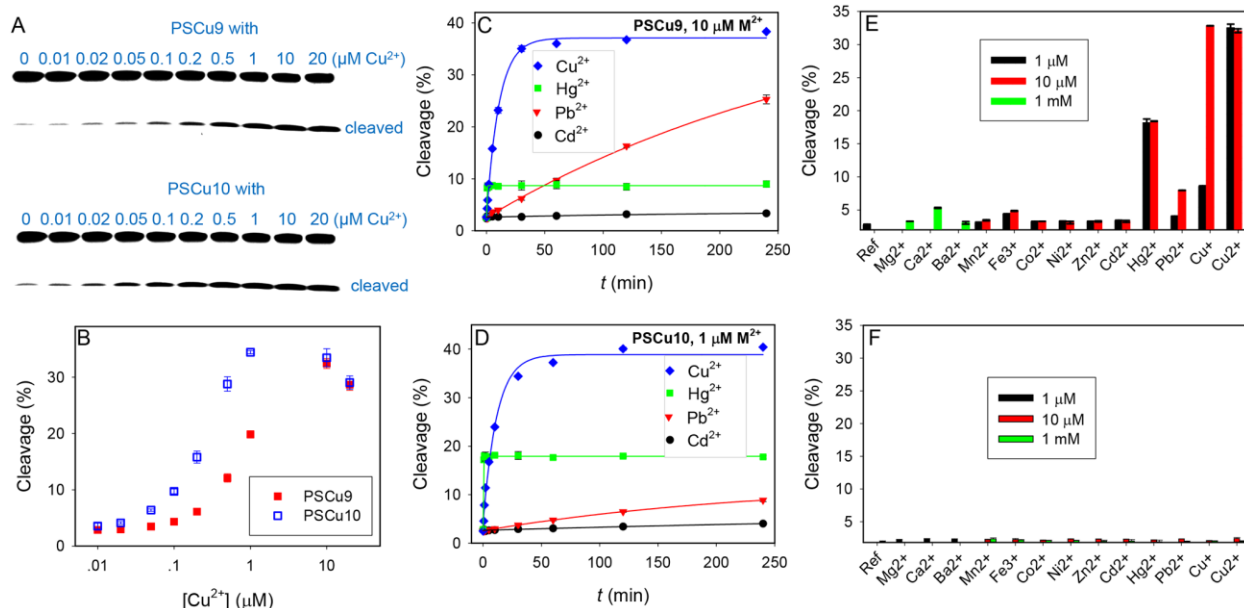 A
PSCu9 with
0 0.01 0.02 0.05 0.1 0.2 0.5 1 10 20 (μM Cu²⁺)
cleaved
PSCu10 with
0 0.01 0.02 0.05 0.1 0.2 0.5 1 10 20 (μM Cu²⁺)
cleaved
B
Cleavage (%)
30
20
10
0
PSCu9
PSCu10
.01 .1 1 10
[Cu²⁺] (μM)
C
PSCu9, 10 μM M²⁺
Cleavage (%)
40
30
20
10
0
Cu²⁺
Hg²⁺
Pb²⁺
Cd²⁺
0 50 100 150 200 250
t (min)
D
PSCu10, 1 μM M²⁺
Cleavage (%)
40
30
20
10
0
Cu²⁺
Hg²⁺
Pb²⁺
Cd²⁺
0 50 100 150 200 250
t (min)
E
Cleavage (%)
35
30
25
20
15
10
5
1 μM
10 μM
1 mM
Ref Mg2+ Ca2+ Ba2+ Mn2+ Fe3+ Co2+ Ni2+ Zn2+ Cd2+ Hg2+ Pb2+ Cu+ Cu2+
F
Cleavage (%)
35
30
25
20
15
10
5
1 μM
10 μM
1 mM
Ref Mg2+ Ca2+ Ba2+ Mn2+ Fe3+ Co2+ Ni2+ Zn2+ Cd2+ Hg2+ Pb2+ Cu+ Cu2+